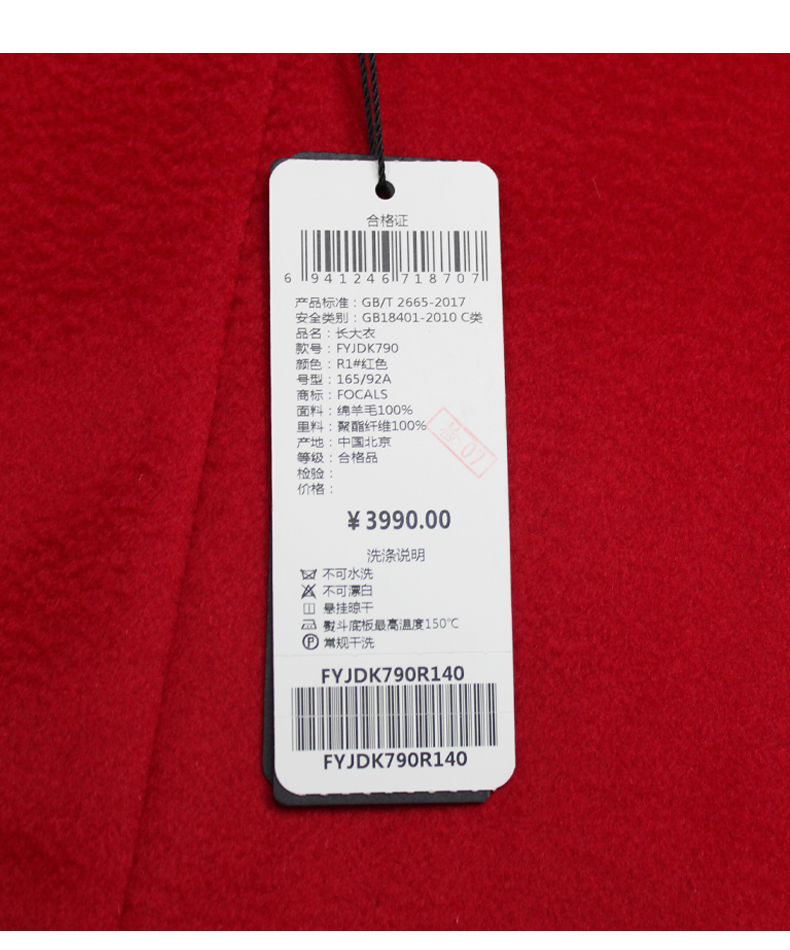 合格证
6 941246 718707
产品标准：GB/T 2665-2017
安全类别：GB18401-2010 C类
品名：长大衣
款号：FYJDK790
颜色：R1#红色
号型：165/92A
商标：FOCALS
面料：绵羊毛100%
里料：聚酯纤维100%
产地：中国北京
等级：合格品
检验：
检 07
价格：
￥3990.00
洗涤说明
不可水洗
不可漂白
悬挂晾干
熨斗底板最高温度150℃
P 常规干洗
FYJDK790R140
FYJDK790R140